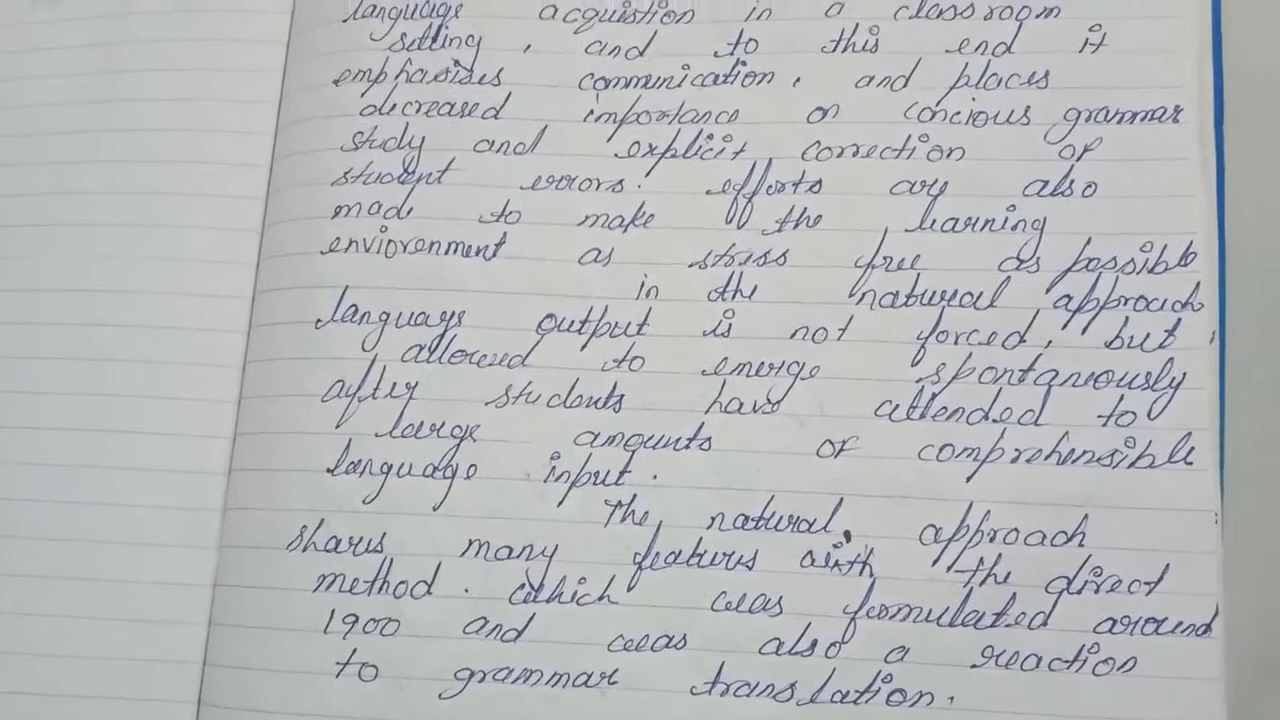 language acquistion in a classroom
setting, and to this end it
emphasises communication, and places
decreased importance on concious grammar
study and explicit correction of
student errors. efforts are also
made to make the learning
enviorenment as stress free as possible
in the natural approach
language output is not forced, but
allowed to emerge spontaneously
after students have attended to
large amounts of comprehensible
language input.
The natural approach
shares many features with the direct
method. which was formulated around
1900 and was also a reaction
to grammar translation.